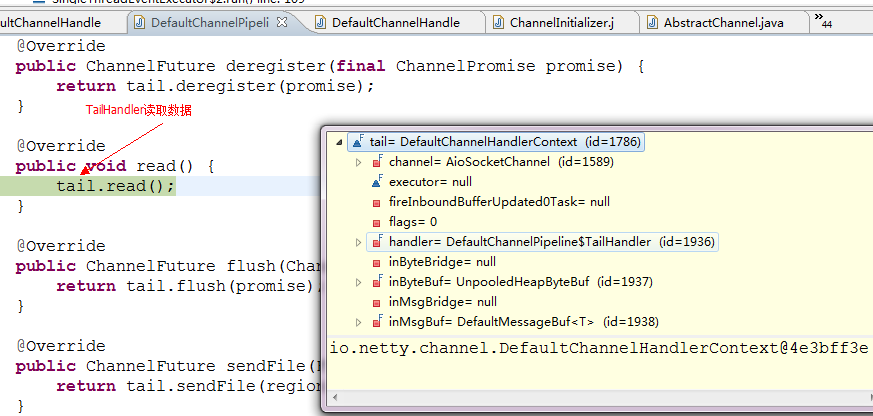 SingleThreadEventExecutor$2.run() line: 109
ultChannelHandle DefaultChannelPipeli DefaultChannelHandle ChannelInitializer.j AbstractChannel.java »44
@Override
public ChannelFuture deregister(final ChannelPromise promise) {
return tail.deregister(promise);
}
TailHandler读取数据
@Override
public void read() {
tail.read();
}
@Override
public ChannelFuture flush(Chan
return tail.flush(promise),
}
@Override
public ChannelFuture sendFile(
return tail.sendFile(region
}
tail= DefaultChannelHandlerContext (id=1786)
channel= AioSocketChannel (id=1589)
executor= null
fireInboundBufferUpdated0Task= null
flags= 0
handler= DefaultChannelPipeline$TailHandler (id=1936)
inByteBridge= null
inByteBuf= UnpooledHeapByteBuf (id=1937)
inMsgBridge= null
inMsgBuf= DefaultMessageBuf<T> (id=1938)
io.netty.channel.DefaultChannelHandlerContext@4e3bff3e